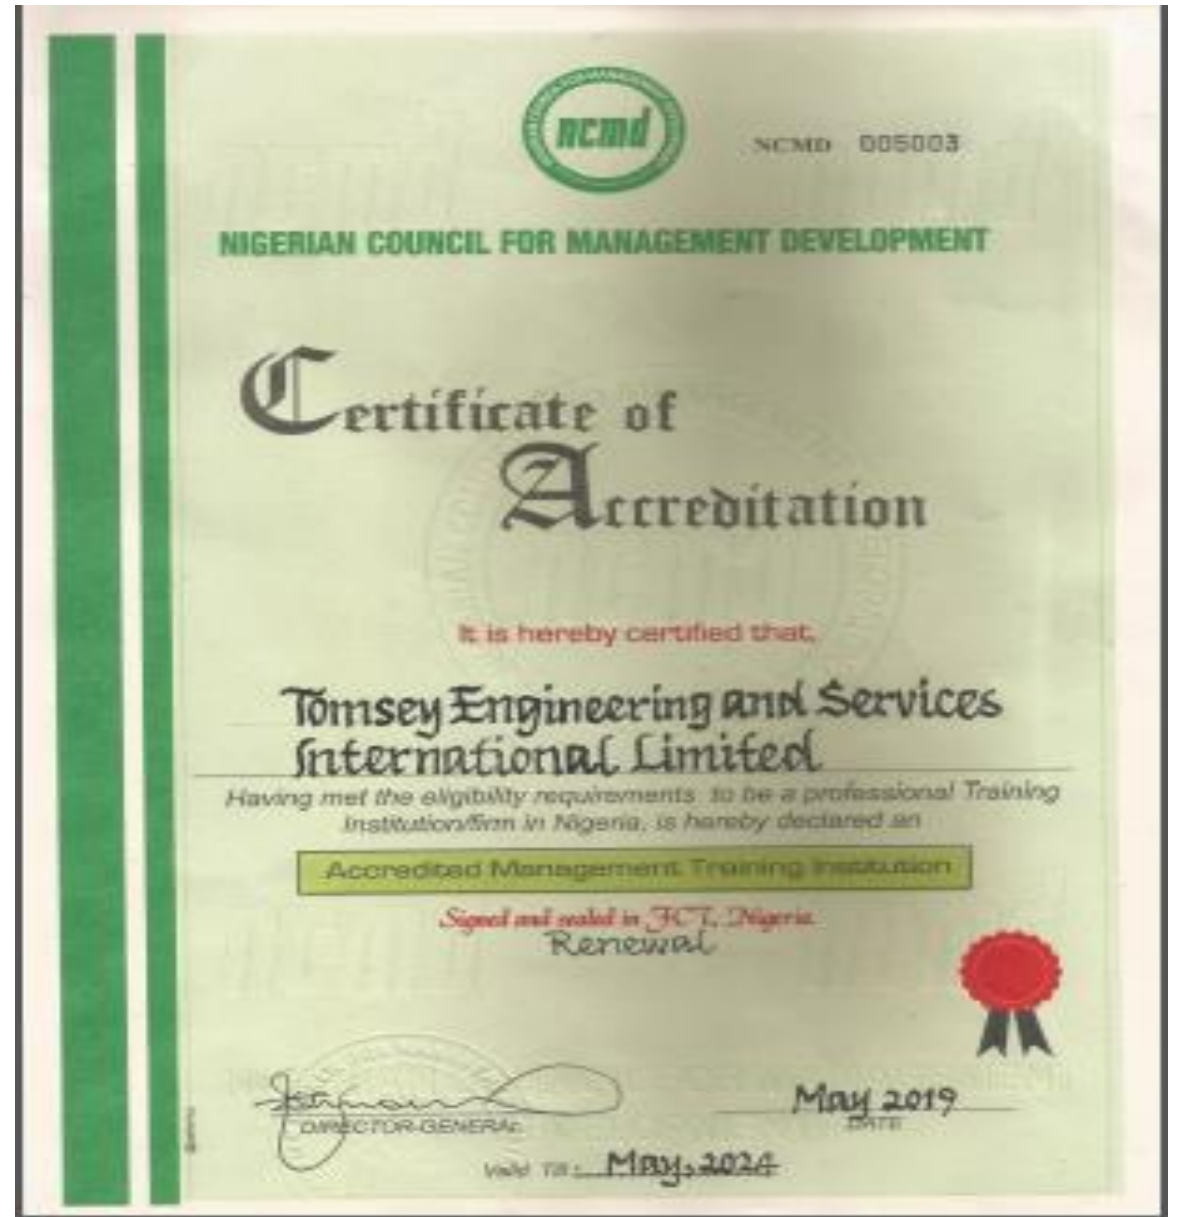 ncmd
NCMD 005003
NIGERIAN COUNCIL FOR MANAGEMENT DEVELOPMENT
Certificate of
Accreditation
It is hereby certified that,
Tomsey Engineering and Services
International Limited
Having met the eligibility requirements to be a professional Training
Institution/firm in Nigeria, is hereby declared an
Accredited Management Training Institution
Signed and sealed in FCT, Nigeria.
Renewal
May 2019
DIRECTOR-GENERAL
DATE
Valid Till: May, 2024